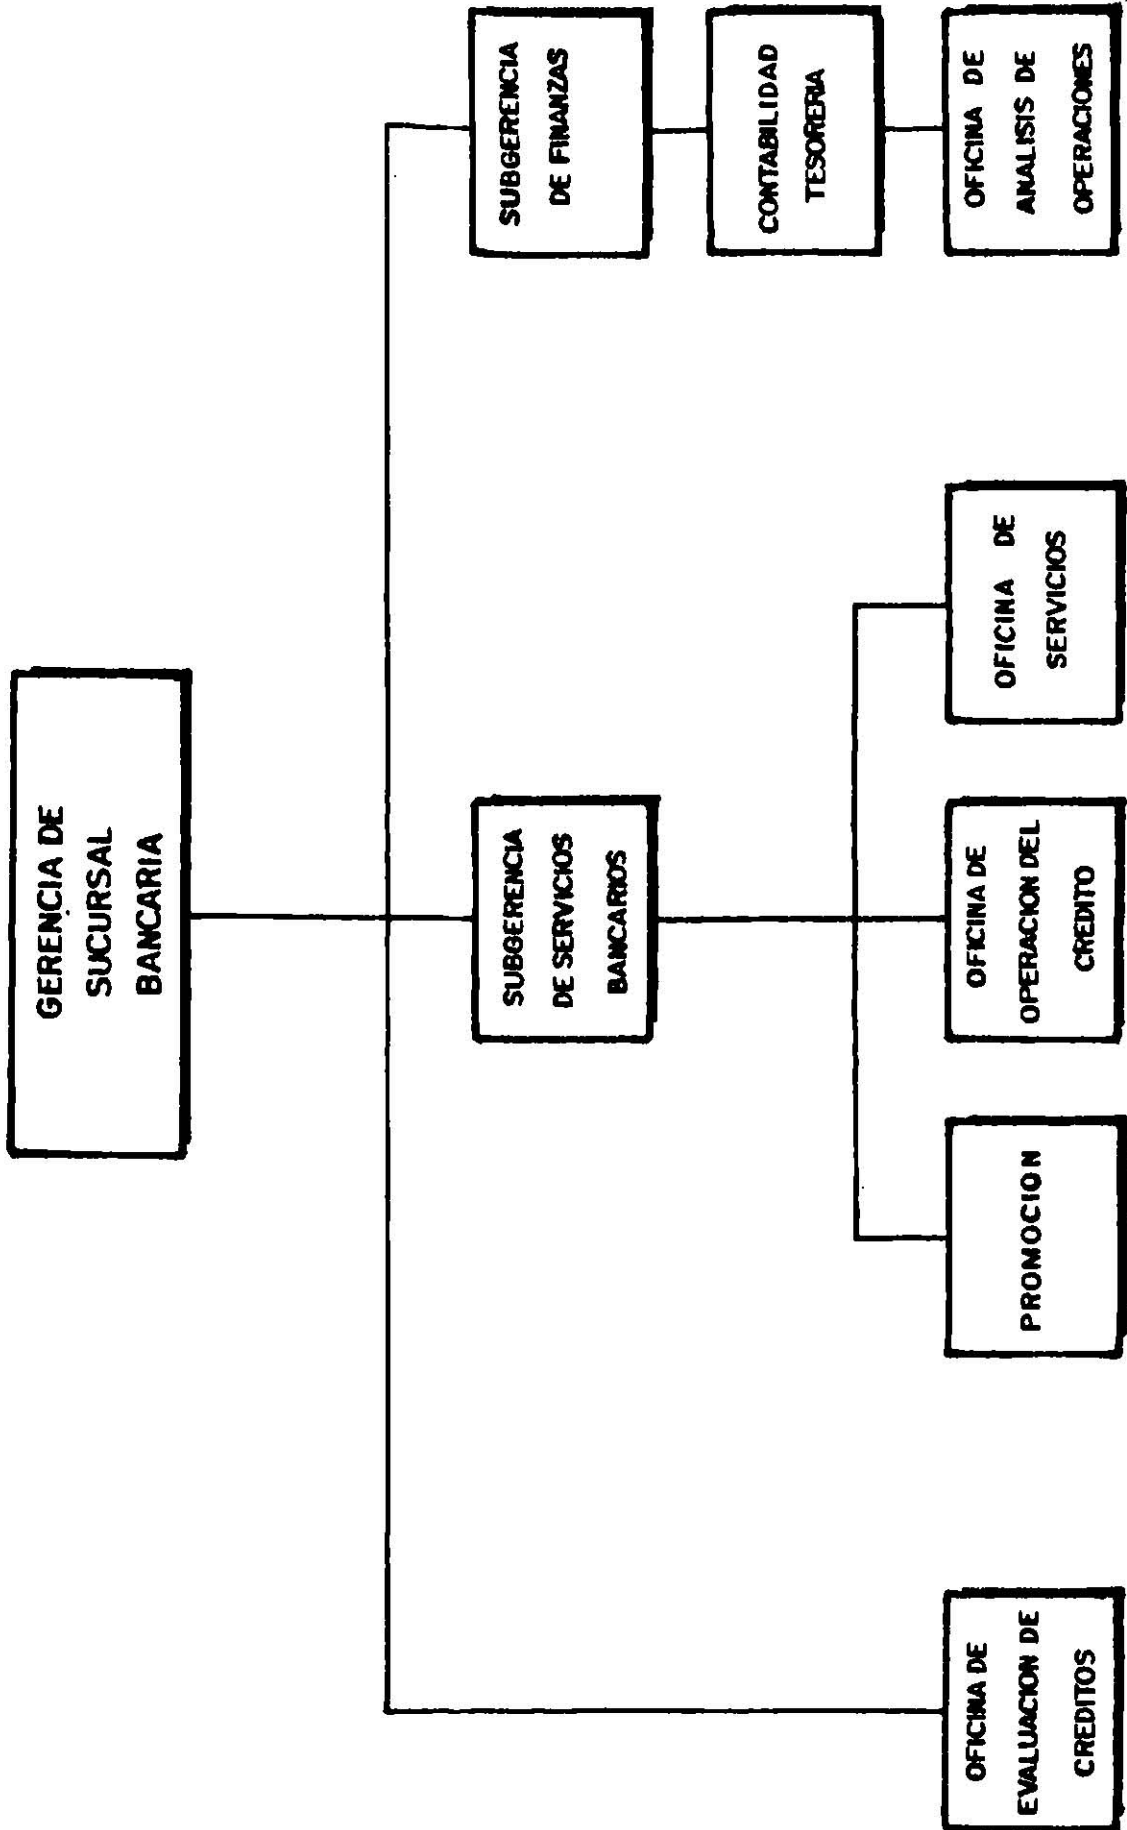 GERENCIA DE
SUCURSAL
BANCARIA
SUBGERENCIA
DE SERVICIOS
BANCARIOS
SUBGERENCIA
DE FINANZAS
CONTABILIDAD
TESORERIA
OFICINA DE
EVALUACION DE
CREDITOS
PROMOCION
OFICINA DE
OPERACION DEL
CREDITO
OFICINA DE
SERVICIOS
OFICINA DE
ANALISIS DE
OPERACIONES